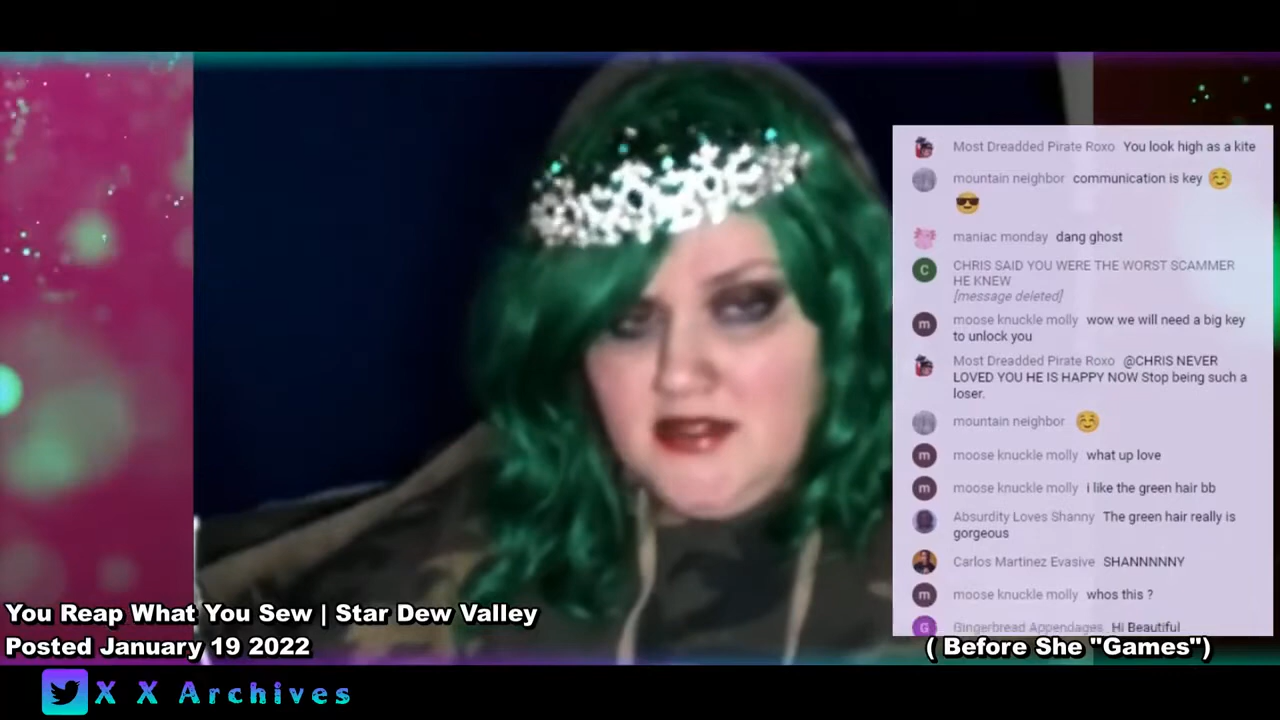 Most Dreadded Pirate Roxo You look high as a kite
mountain neighbor communication is key
maniac monday dang ghost
C
CHRIS SAID YOU WERE THE WORST SCAMMER
HE KNEW
[message deleted]
m
moose knuckle molly wow we will need a big key
to unlock you
Most Dreadded Pirate Roxo @CHRIS NEVER
LOVED YOU HE IS HAPPY NOW Stop being such a
loser.
mountain neighbor
m
moose knuckle molly what up love
m
moose knuckle molly i like the green hair bb
Absurdity Loves Shanny The green hair really is
gorgeous
Carlos Martinez Evasive SHANNNNY
m
moose knuckle molly whos this ?
G
Gingerbread Appendages Hi Beautiful
You Reap What You Sew | Star Dew Valley
Posted January 19 2022
( Before She "Games")
X X Archives